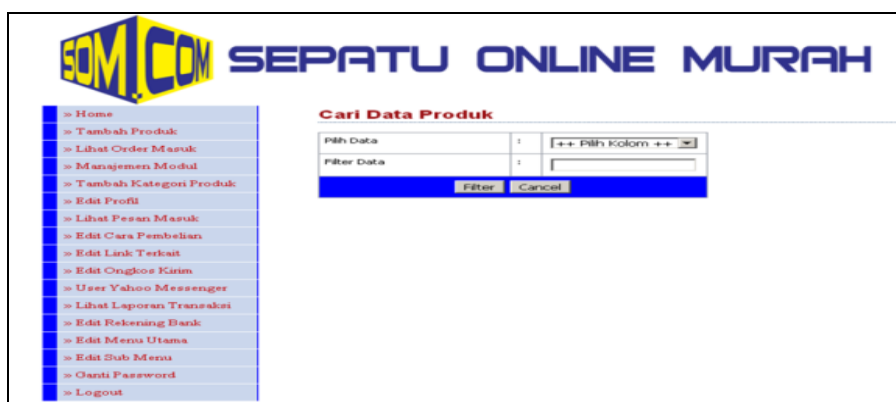 SOM.COM SEPATU ONLINE MURAH
» Home
» Tambah Produk
» Lihat Order Masuk
» Manajemen Modul
» Tambah Kategori Produk
» Edit Profil
» Lihat Pesan Masuk
» Edit Cara Pembelian
» Edit Link Terkait
» Edit Ongkos Kirim
» User Yahoo Messenger
» Lihat Laporan Transaksi
» Edit Rekening Bank
» Edit Menu Utama
» Edit Sub Menu
» Ganti Password
» Logout
Cari Data Produk
Pilih Data : ++ Pilih Kolom ++
Filter Data :
Filter Cancel